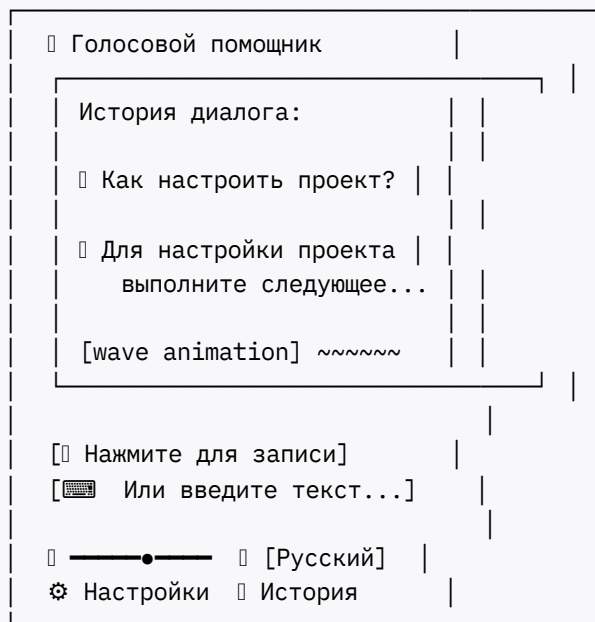 Голосовой помощник
История диалога:
Как настроить проект?
Для настройки проекта
выполните следующее...
[wave animation] ~~~~~~
[ Нажмите для записи]
[⌨ Или введите текст...]
━━━━━━●━━━━━ [Русский]
⚙ Настройки История